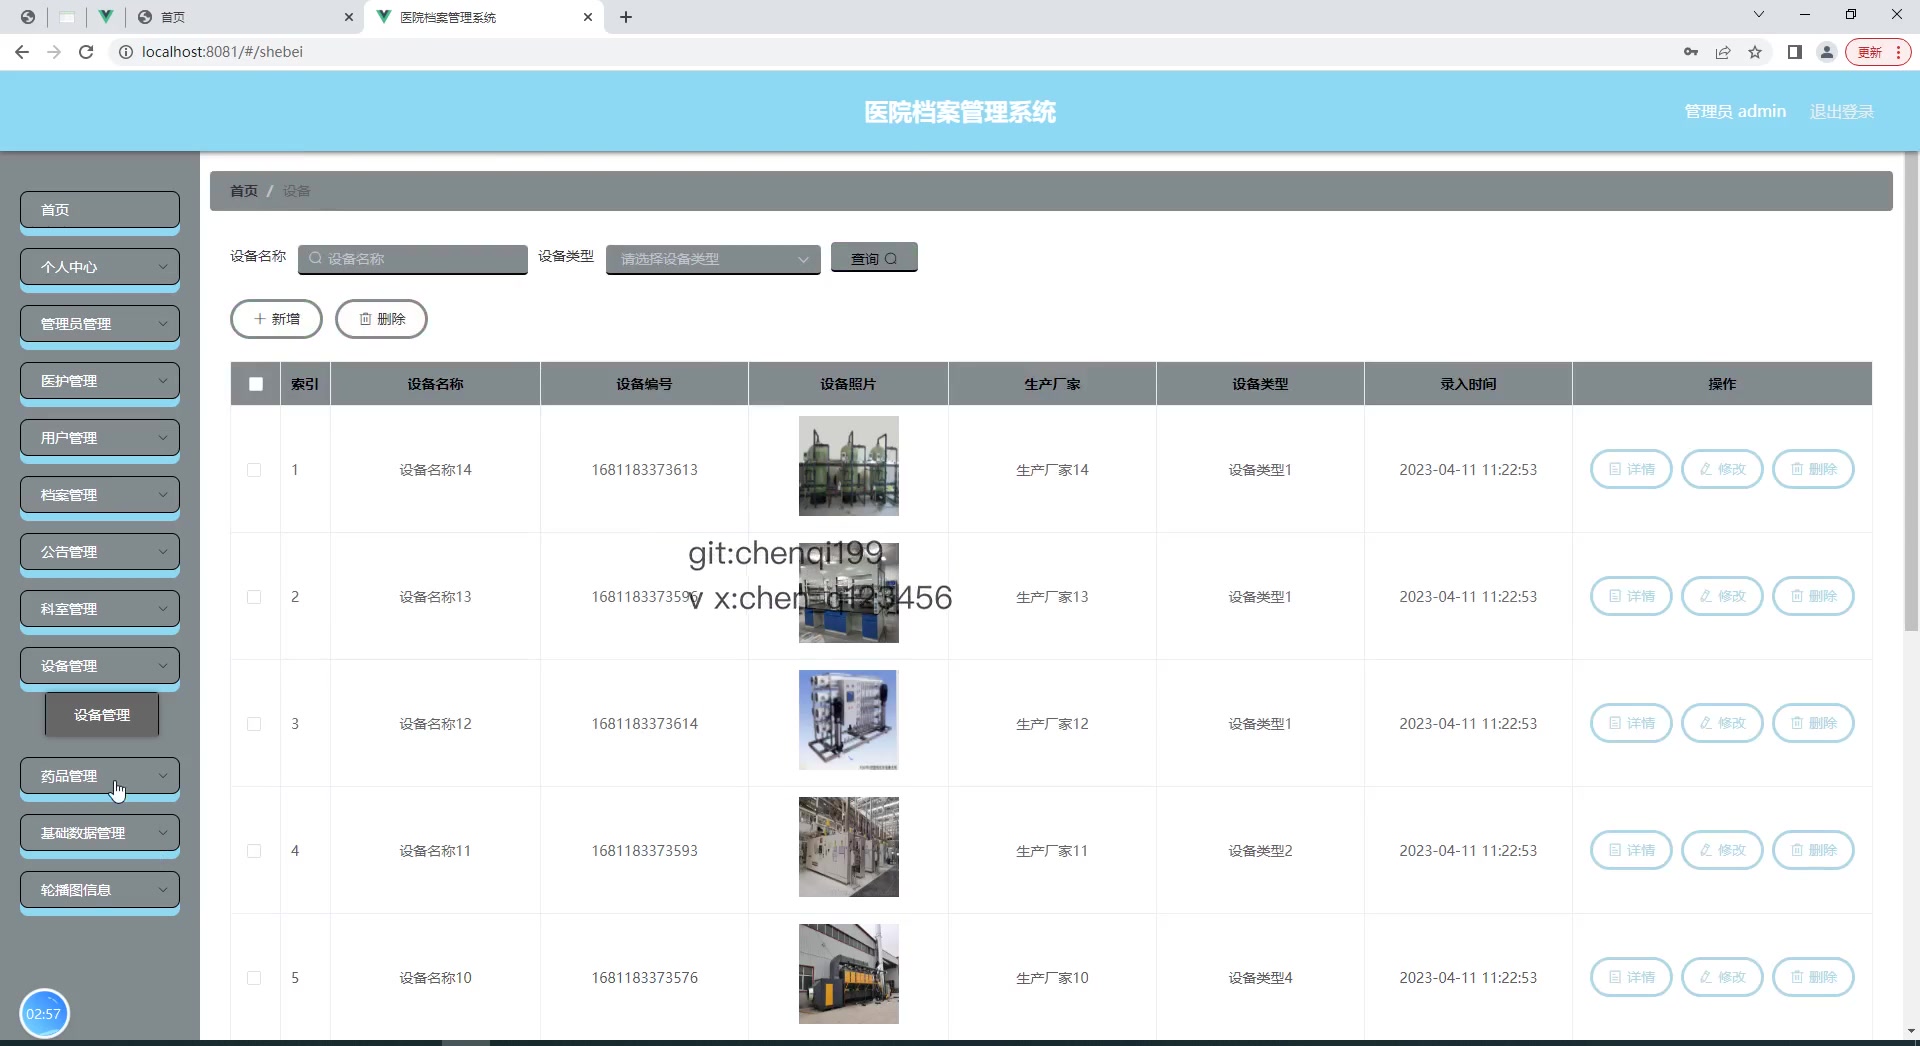 首页
医院档案管理系统
localhost:8081/#/shebei
更新
医院档案管理系统
管理员 admin
退出登录
首页
个人中心
管理员管理
医护管理
用户管理
档案管理
公告管理
科室管理
设备管理
设备管理
药品管理
基础数据管理
轮播图信息
02:57
首页 / 设备
设备名称 设备名称 设备类型 请选择设备类型 查询
新增 删除
索引 设备名称 设备编号 设备照片 生产厂家 设备类型 录入时间 操作
1 设备名称14 1681183373613 生产厂家14 设备类型1 2023-04-11 11:22:53 详情 修改 删除
git:chenqi199
2 设备名称13 1681183373596 生产厂家13 设备类型1 2023-04-11 11:22:53 详情 修改 删除
v x:chen_q123456
3 设备名称12 1681183373614 生产厂家12 设备类型1 2023-04-11 11:22:53 详情 修改 删除
4 设备名称11 1681183373593 生产厂家11 设备类型2 2023-04-11 11:22:53 详情 修改 删除
5 设备名称10 1681183373576 生产厂家10 设备类型4 2023-04-11 11:22:53 详情 修改 删除